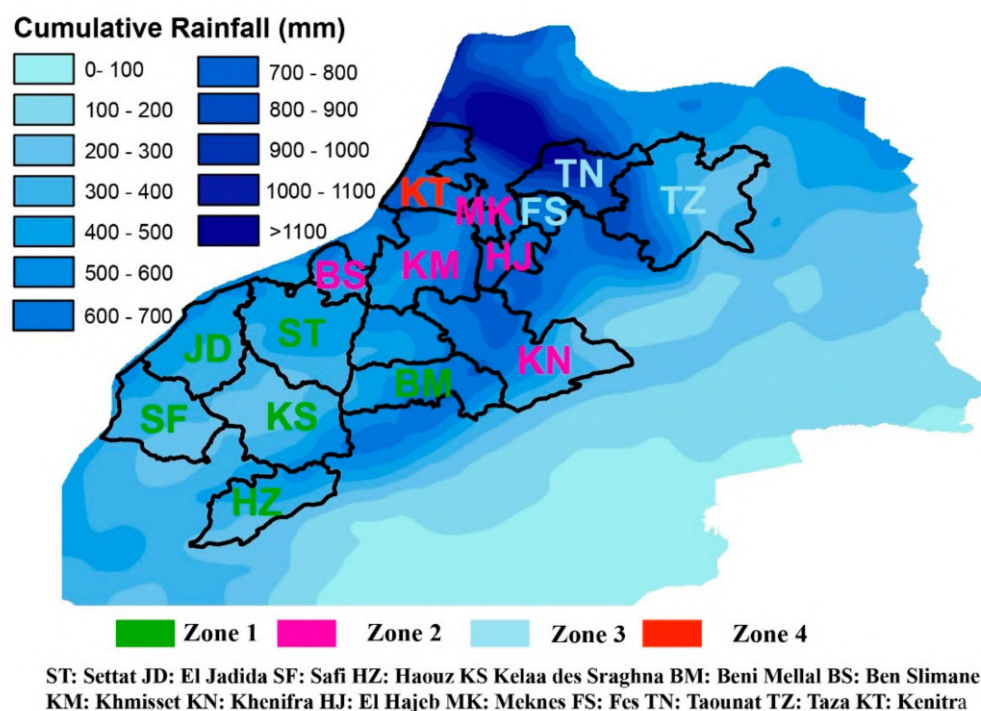 Cumulative Rainfall (mm)
0- 100
100 - 200
200 - 300
300 - 400
400 - 500
500 - 600
600 - 700
700 - 800
800 - 900
900 - 1000
1000 - 1100
>1100
TN
TZ
KT
MK
FS
BS
KM
HJ
JD
ST
KN
BM
SF
KS
HZ
Zone 1
Zone 2
Zone 3
Zone 4
ST: Settat JD: El Jadida SF: Safi HZ: Haouz KS Kelaa des Sraghna BM: Beni Mellal BS: Ben Slimane
KM: Khmisset KN: Khenifra HJ: El Hajeb MK: Meknes FS: Fes TN: Taounat TZ: Taza KT: Kenitra